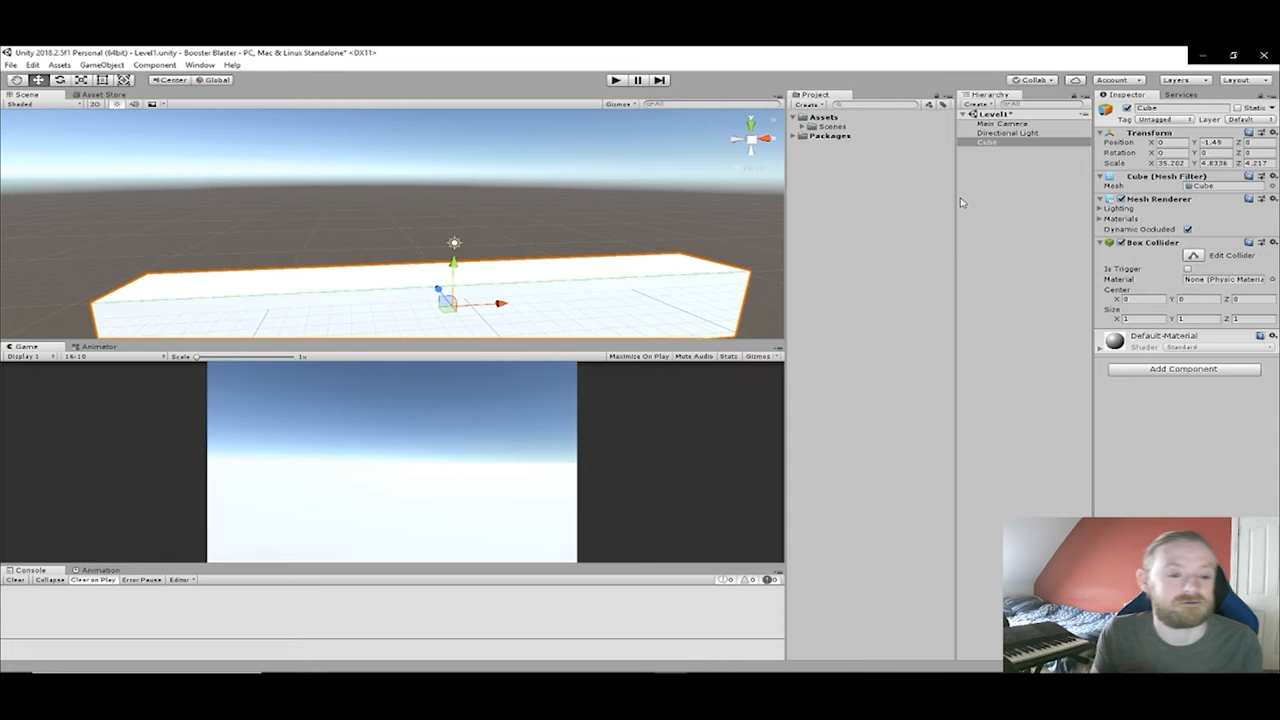 Unity 2018.2.5f1 Personal (64bit) - Level1.unity - Booster Blaster - PC, Mac & Linux Standalone* <DX11>
File Edit Assets GameObject Component Window Help
Center Global Collab Account Layers Layout
Scene Asset Store Project Hierarchy Inspector Services
Shaded 2D Gizmos All Create Create All Cube Static
Assets Level1* Tag Untagged Layer Default
Scenes Main Camera Transform
Packages Directional Light Position X 0 Y -1.49 Z 0
Cube Rotation X 0 Y 0 Z 0
Scale X 35.202 Y 4.8336 Z 4.217
Cube (Mesh Filter)
Mesh Cube
Mesh Renderer
Lighting
Materials
Dynamic Occluded
Box Collider
Edit Collider
Is Trigger
Material None (Physic Materia
Center
X 0 Y 0 Z 0
Size
X 1 Y 1 Z 1
Default-Material
Shader Standard
Add Component
Game Animator
Display 1 16:10 Scale 1x Maximize On Play Mute Audio Stats Gizmos
Console Animation
Clear Collapse Clear on Play Error Pause Editor 0 0 0